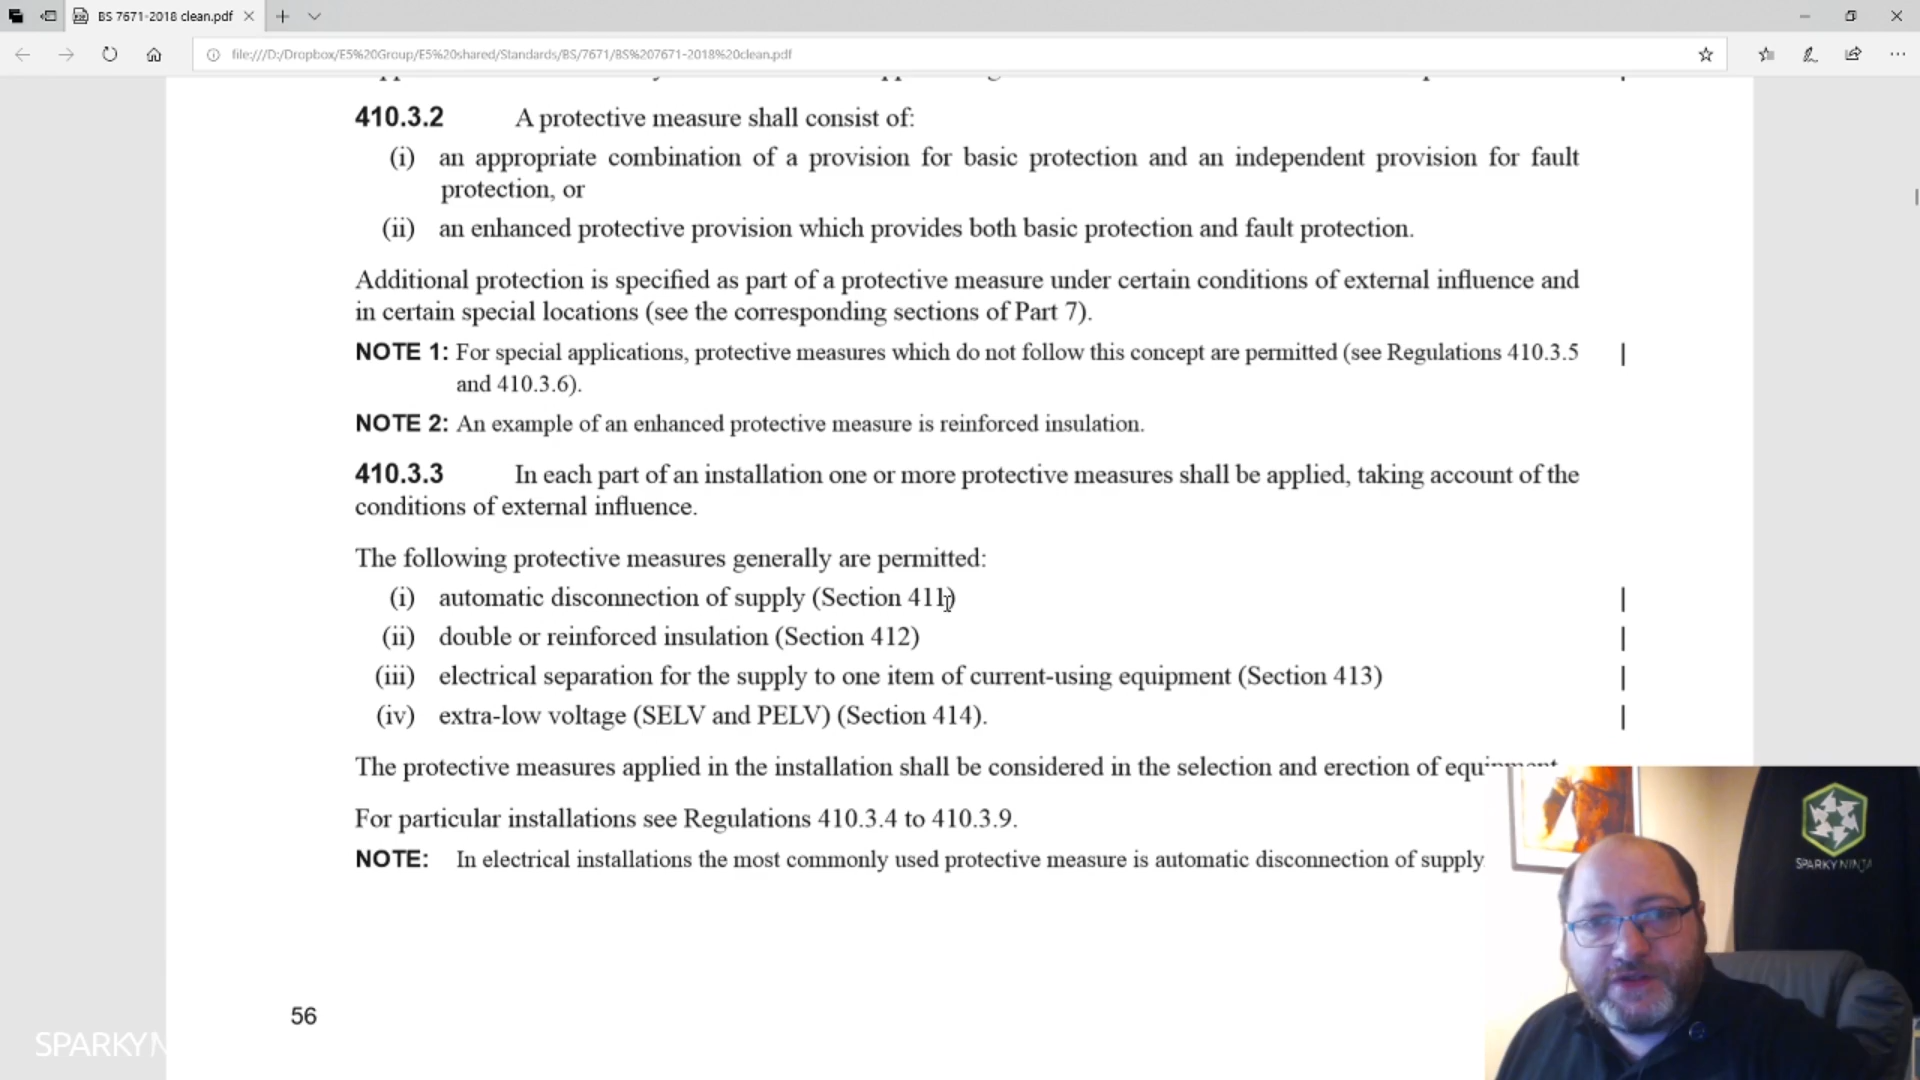 BS 7671-2018 clean.pdf
file:///D:/Dropbox/E5%20Group/E5%20shared/Standards/BS/7671/BS%207671-2018%20clean.pdf
410.3.2 A protective measure shall consist of:
(i) an appropriate combination of a provision for basic protection and an independent provision for fault
protection, or
(ii) an enhanced protective provision which provides both basic protection and fault protection.
Additional protection is specified as part of a protective measure under certain conditions of external influence and
in certain special locations (see the corresponding sections of Part 7).
NOTE 1: For special applications, protective measures which do not follow this concept are permitted (see Regulations 410.3.5
and 410.3.6).
NOTE 2: An example of an enhanced protective measure is reinforced insulation.
410.3.3 In each part of an installation one or more protective measures shall be applied, taking account of the
conditions of external influence.
The following protective measures generally are permitted:
(i) automatic disconnection of supply (Section 411)
(ii) double or reinforced insulation (Section 412)
(iii) electrical separation for the supply to one item of current-using equipment (Section 413)
(iv) extra-low voltage (SELV and PELV) (Section 414).
The protective measures applied in the installation shall be considered in the selection and erection of equipment
For particular installations see Regulations 410.3.4 to 410.3.9.
NOTE: In electrical installations the most commonly used protective measure is automatic disconnection of supply
SPARKY NINJA
56
SPARKY N